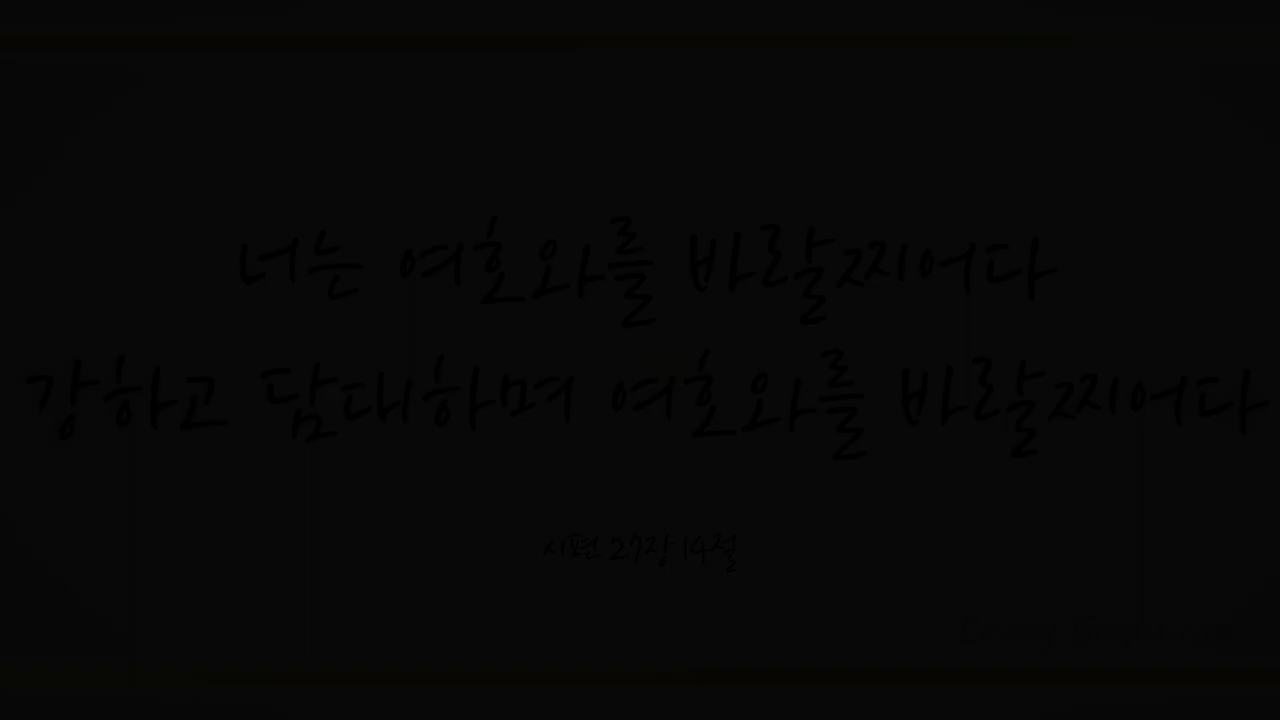 너는 여호와를 바랄찌어다
강하고 담대하며 여호와를 바랄찌어다
시편 27장 14절